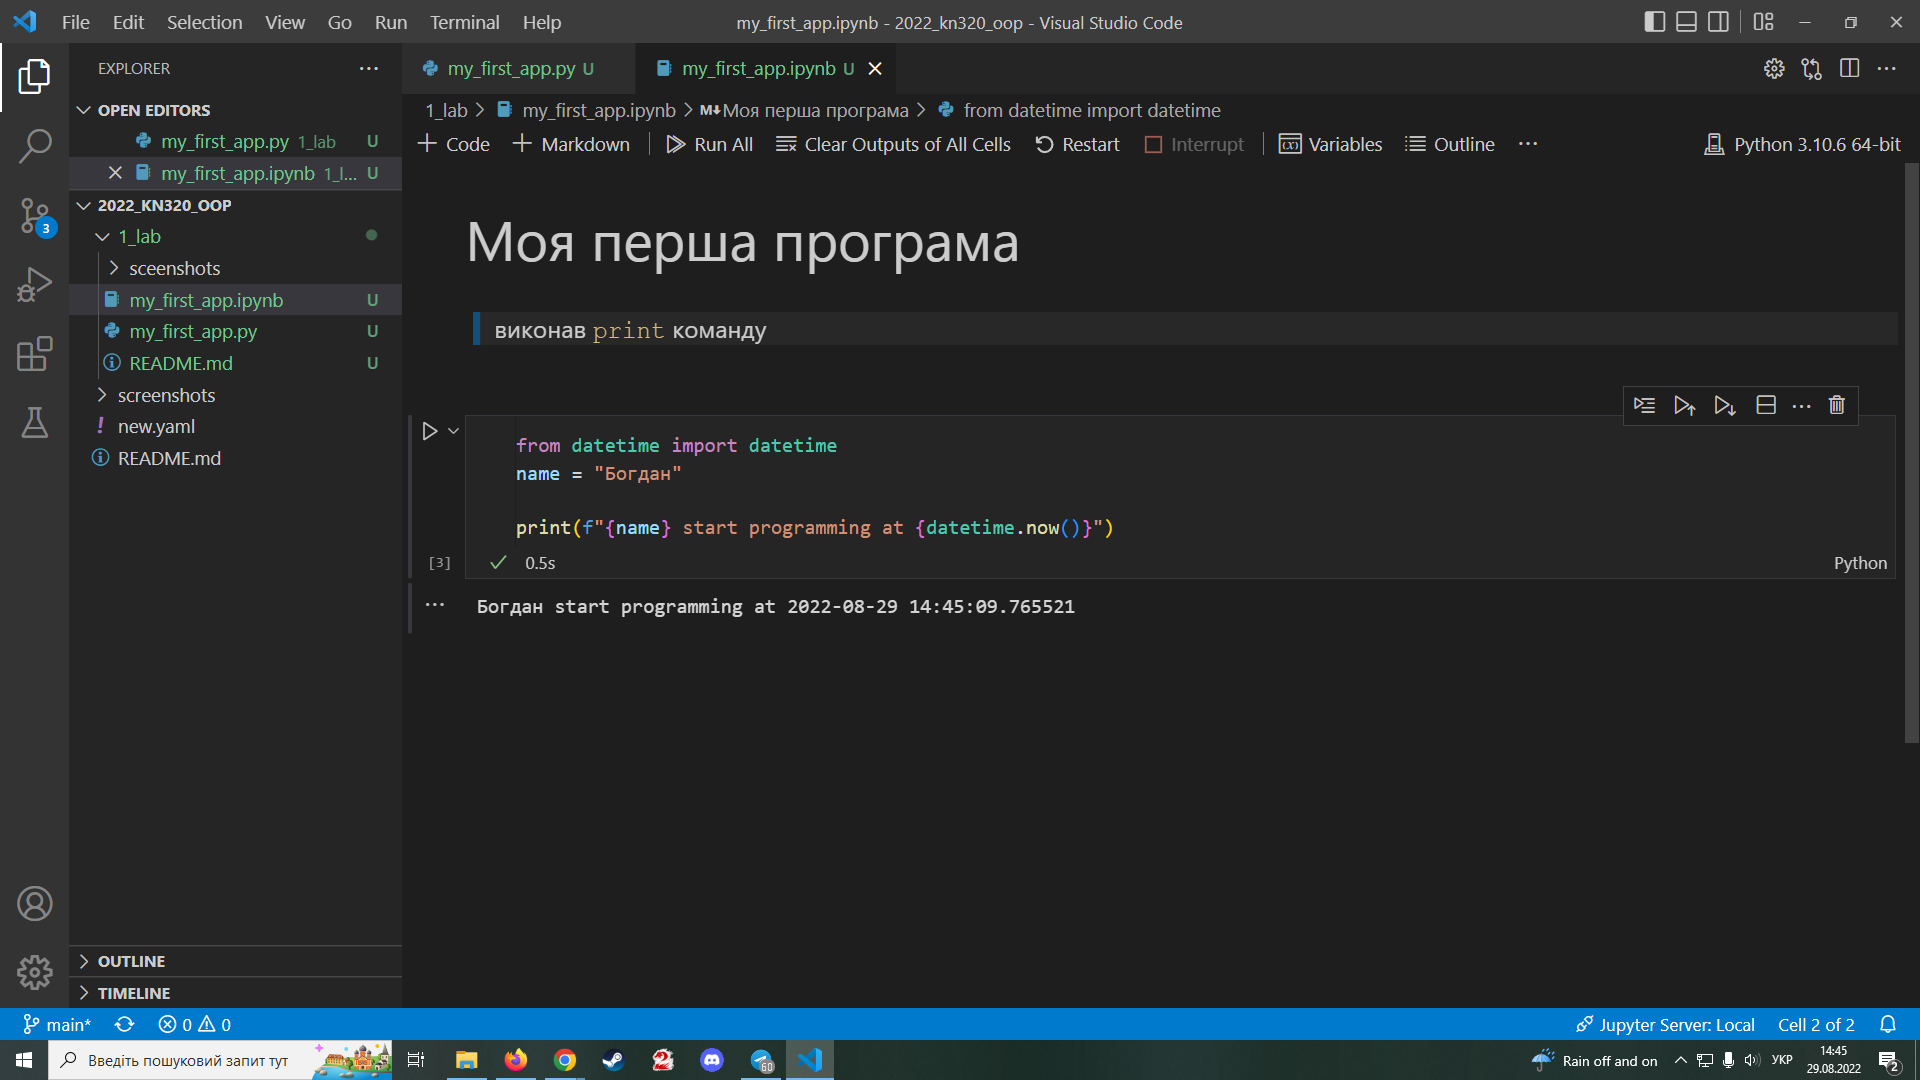 File Edit Selection View Go Run Terminal Help
my_first_app.ipynb - 2022_kn320_oop - Visual Studio Code
EXPLORER
OPEN EDITORS
my_first_app.py 1_lab U
my_first_app.ipynb 1_l... U
2022_KN320_OOP
1_lab
sceenshots
my_first_app.ipynb U
my_first_app.py U
README.md U
screenshots
new.yaml
README.md
OUTLINE
TIMELINE
3
my_first_app.py U
my_first_app.ipynb U
1_lab > my_first_app.ipynb > M↓Моя перша програма > from datetime import datetime
+ Code + Markdown Run All Clear Outputs of All Cells Restart Interrupt Variables Outline ... Python 3.10.6 64-bit
Моя перша програма
виконав print команду
from datetime import datetime
name = "Богдан"
print(f"{name} start programming at {datetime.now()}")
[3] 0.5s Python
Богдан start programming at 2022-08-29 14:45:09.765521
main* 0 0 Jupyter Server: Local Cell 2 of 2
Введіть пошуковий запит тут
60
Rain off and on
УКР
14:45
29.08.2022
2